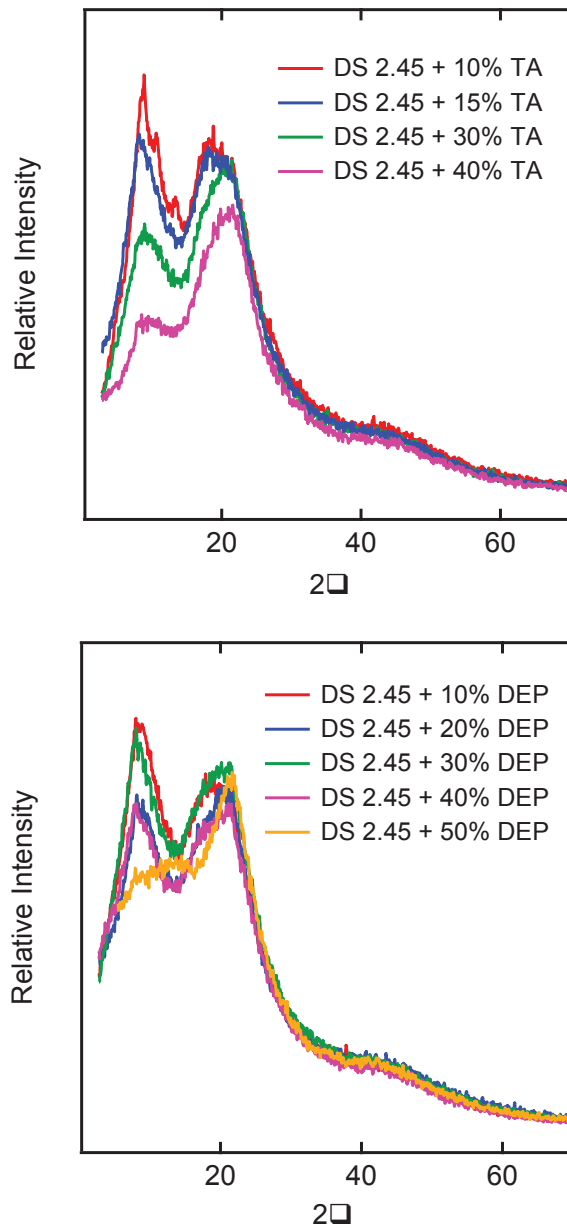 DS 2.45 + 10% TA
DS 2.45 + 15% TA
DS 2.45 + 30% TA
DS 2.45 + 40% TA
Relative Intensity
20 40 60
2❑
DS 2.45 + 10% DEP
DS 2.45 + 20% DEP
DS 2.45 + 30% DEP
DS 2.45 + 40% DEP
DS 2.45 + 50% DEP
Relative Intensity
20 40 60
2❑